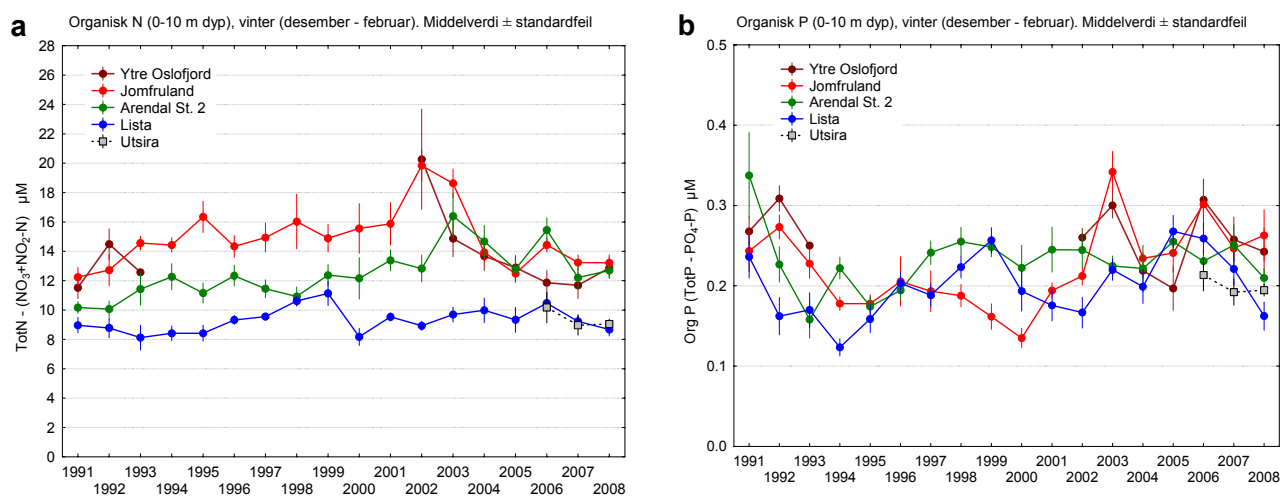 a
Organisk N (0-10 m dyp), vinter (desember - februar). Middelverdi ± standardfeil
TotN - (NO3+NO2-N) µM
28
26
24
22
20
18
16
14
12
10
8
6
4
2
0
Ytre Oslofjord
Jomfruland
Arendal St. 2
Lista
Utsira
1991 1993 1995 1997 1999 2001 2003 2005 2007
1992 1994 1996 1998 2000 2002 2004 2006 2008
b
Organisk P (0-10 m dyp), vinter (desember - februar). Middelverdi ± standardfeil
Org P (TotP - PO4-P) µM
0.5
0.4
0.3
0.2
0.1
0.0
Ytre Oslofjord
Jomfruland
Arendal St. 2
Lista
Utsira
1991 1993 1995 1997 1999 2001 2003 2005 2007
1992 1994 1996 1998 2000 2002 2004 2006 2008